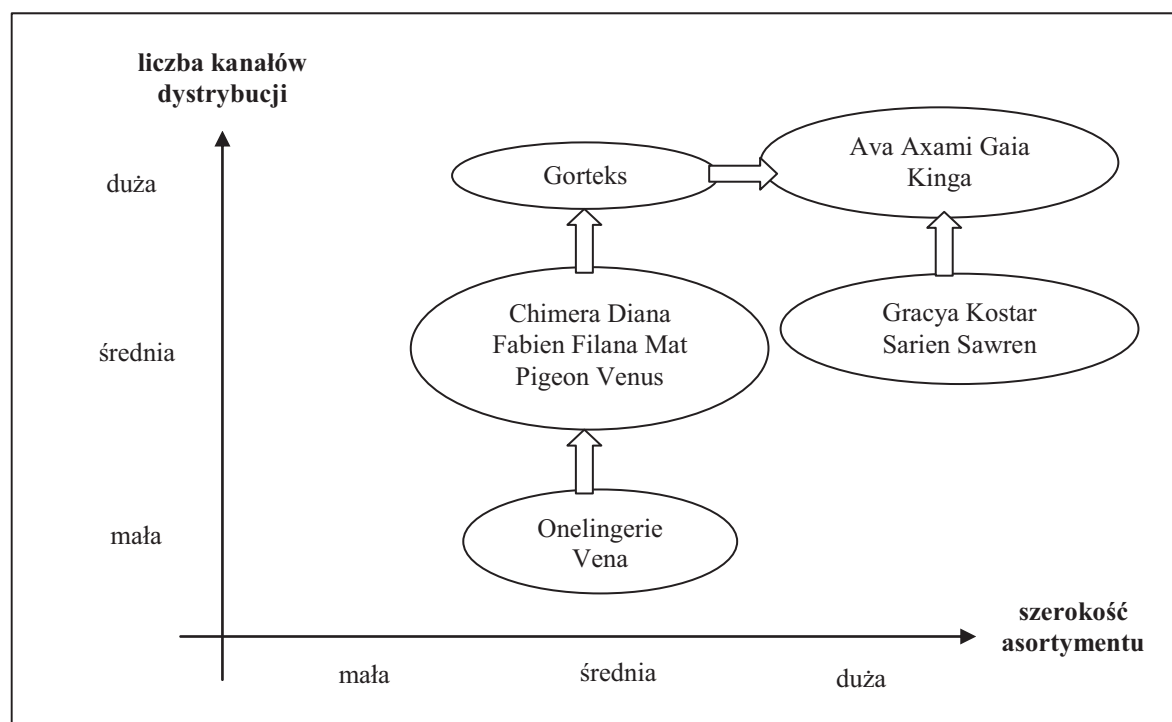 liczba kanałów
dystrybucji
duża
Gorteks
Ava Axami Gaia
Kinga
średnia
Chimera Diana
Fabien Filana Mat
Pigeon Venus
Gracya Kostar
Sarien Sawren
mała
Onelingerie
Vena
szerokość
asortymentu
mała
średnia
duża